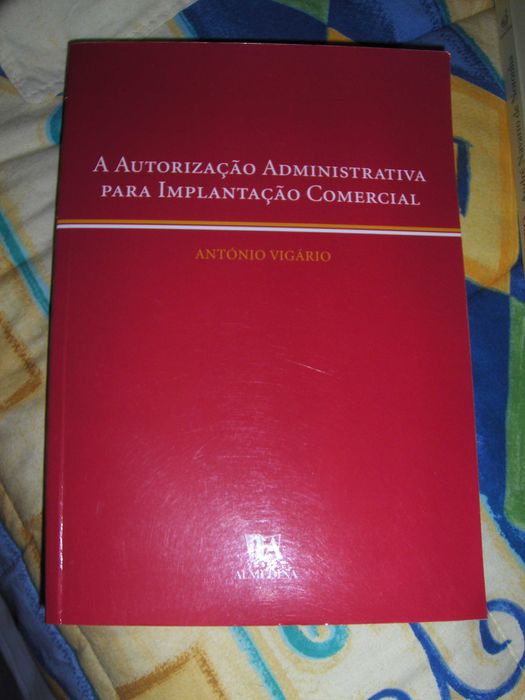 A Autorização Administrativa
para Implantação Comercial
António Vigário
ALMEDINA